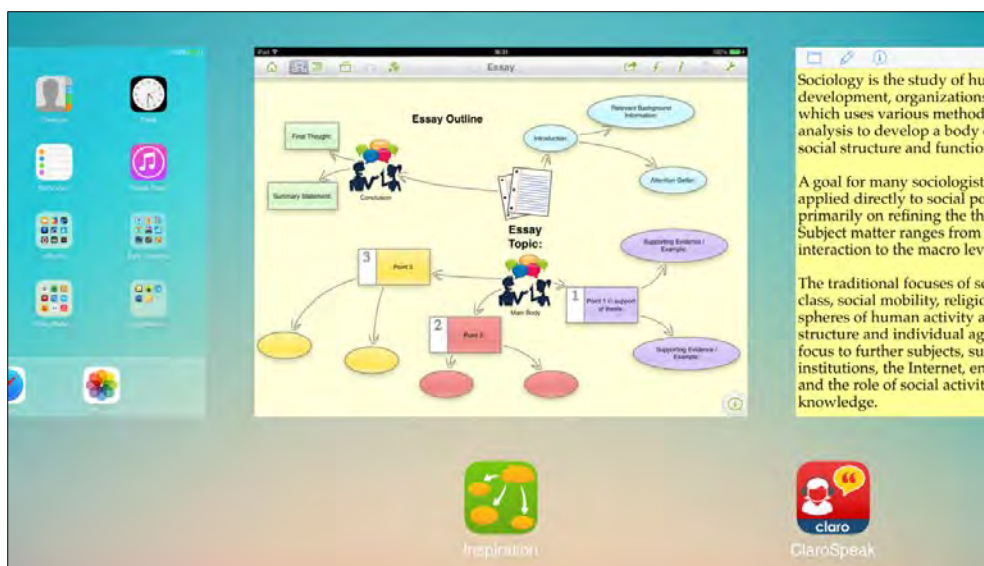 iPad
16:31
100%
Essay
Essay Outline
Relevant Background
Information:
Introduction:
Attention Getter:
Final Thought:
Summary Statement:
Conclusion
Essay
Topic:
Main Body
Supporting Evidence /
Example:
3
Point 3:
1
Point 1 in support
of thesis:
2
Point 2:
Supporting Evidence /
Example:
Sociology is the study of hu
development, organizations
which uses various method
analysis to develop a body
social structure and functio
A goal for many sociologist
applied directly to social po
primarily on refining the th
Subject matter ranges from
interaction to the macro lev
The traditional focuses of s
class, social mobility, religio
spheres of human activity a
structure and individual ag
focus to further subjects, su
institutions, the Internet, en
and the role of social activit
knowledge.
Inspiration
claro
ClaroSpeak